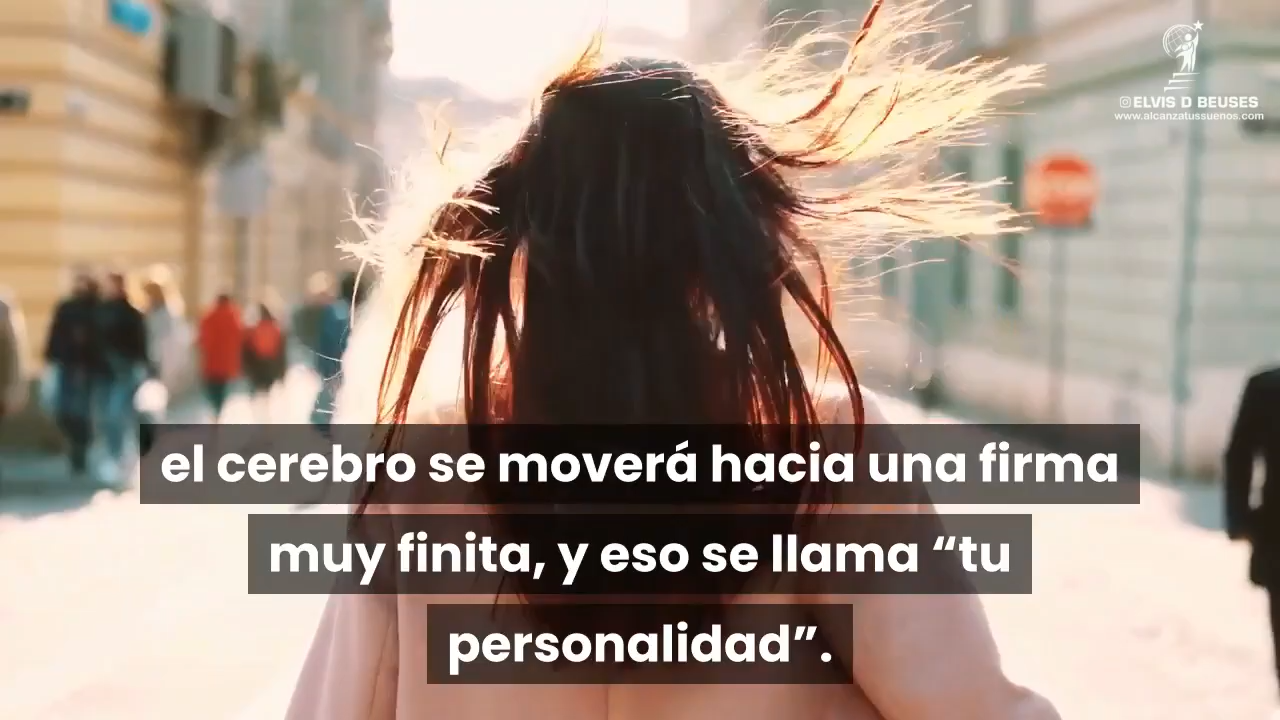 ELVIS D BEUSES
www.alcanzatussuenos.com
el cerebro se moverá hacia una firma
muy finita, y eso se llama “tu
personalidad”.